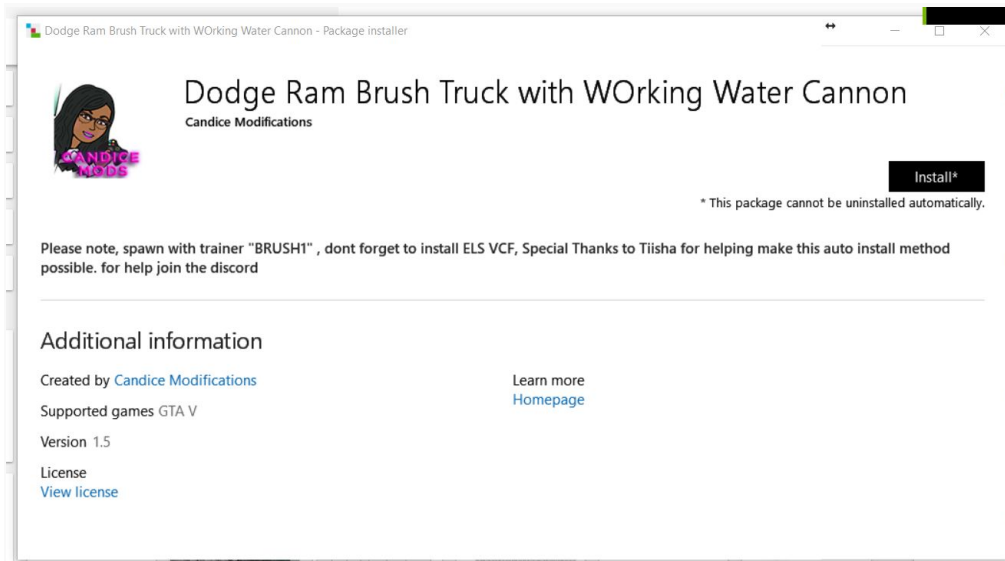 Dodge Ram Brush Truck with WOrking Water Cannon - Package installer
Dodge Ram Brush Truck with WOrking Water Cannon
Candice Modifications
CANDICE
MODS
Install*
* This package cannot be uninstalled automatically.
Please note, spawn with trainer "BRUSH1" , dont forget to install ELS VCF, Special Thanks to Tiisha for helping make this auto install method
possible. for help join the discord
Additional information
Created by Candice Modifications
Supported games GTA V
Version 1.5
License
View license
Learn more
Homepage